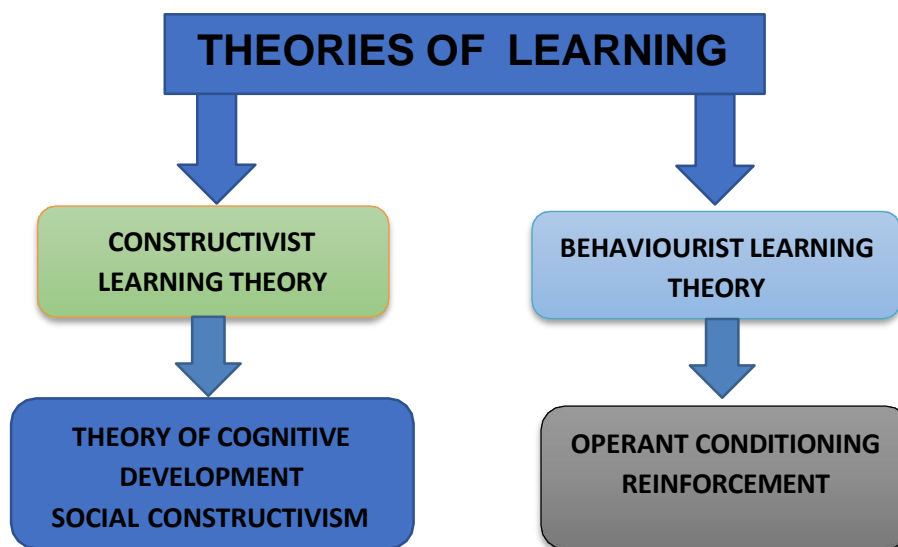 THEORIES OF LEARNING
CONSTRUCTIVIST
LEARNING THEORY
BEHAVIOURIST LEARNING
THEORY
THEORY OF COGNITIVE
DEVELOPMENT
SOCIAL CONSTRUCTIVISM
OPERANT CONDITIONING
REINFORCEMENT